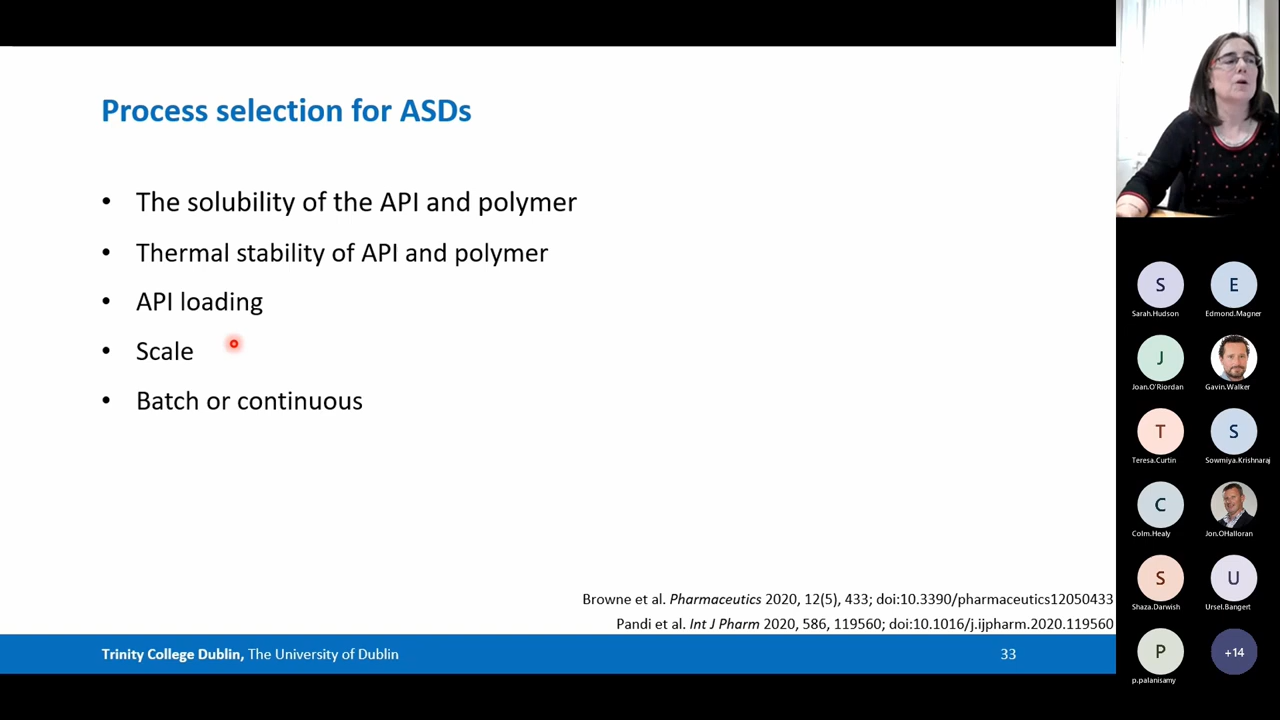 Process selection for ASDs
• The solubility of the API and polymer
• Thermal stability of API and polymer
• API loading
• Scale
• Batch or continuous
Browne et al. Pharmaceutics 2020, 12(5), 433; doi:10.3390/pharmaceutics12050433
Pandi et al. Int J Pharm 2020, 586, 119560; doi:10.1016/j.ijpharm.2020.119560
Trinity College Dublin, The University of Dublin
33
S
E
Sarah.Hudson
Edmond.Magner
J
Joan.O'Riordan
Gavin.Walker
T
S
Teresa.Curtin
Sowmiya.Krishnaraj
C
Colm.Healy
Jon.OHalloran
S
U
Shaza.Darwish
Ursel.Bangert
P
+14
p.palanisamy